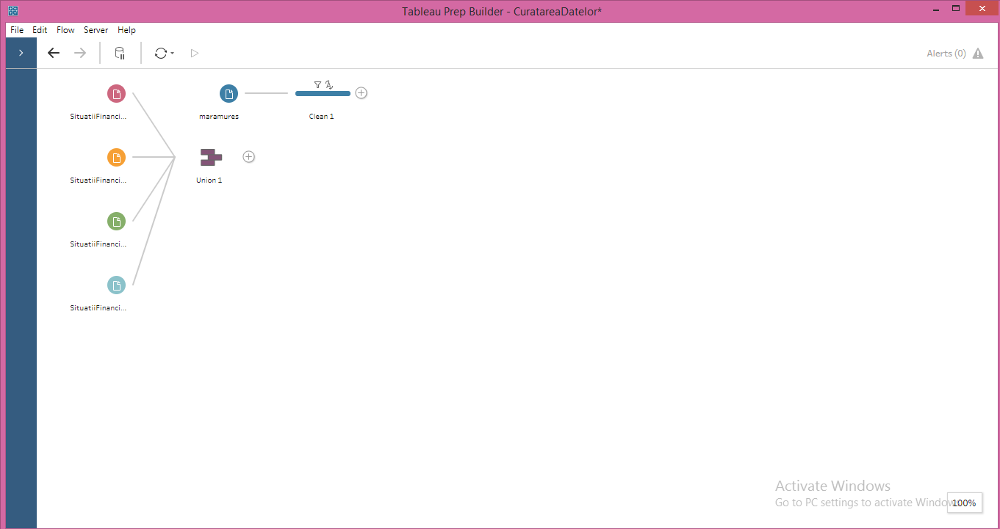 Tableau Prep Builder - CuratareaDatelor*
File Edit Flow Server Help
Alerts (0)
SituatiiFinanci...
maramures
Clean 1
SituatiiFinanci...
Union 1
SituatiiFinanci...
SituatiiFinanci...
Activate Windows
Go to PC settings to activate Windows.
100%